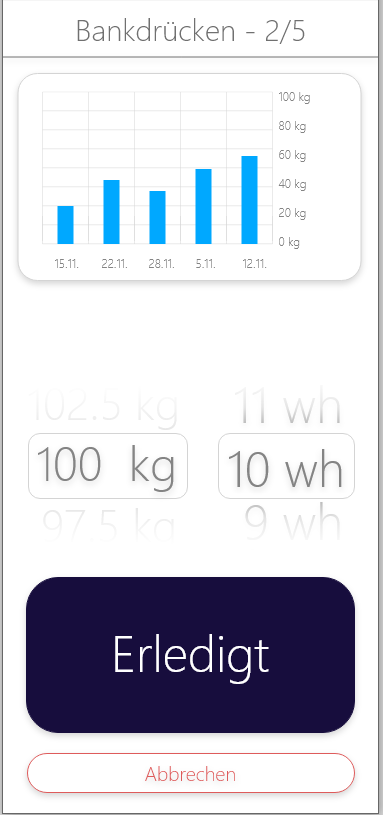 Bankdrücken - 2/5
100 kg
80 kg
60 kg
40 kg
20 kg
0 kg
15.11. 22.11. 28.11. 5.11. 12.11.
102.5 kg 11 wh
100 kg 10 wh
97.5 kg 9 wh
Erledigt
Abbrechen